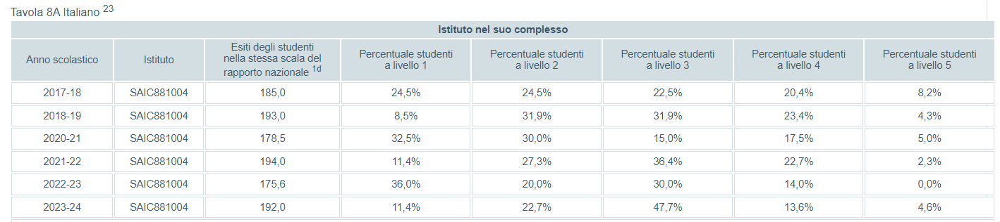 Tavola 8A Italiano 23
Istituto nel suo complesso
Anno scolastico Istituto Esiti degli studenti nella stessa scala del rapporto nazionale 1d Percentuale studenti a livello 1 Percentuale studenti a livello 2 Percentuale studenti a livello 3 Percentuale studenti a livello 4 Percentuale studenti a livello 5
2017-18 SAIC881004 185,0 24,5% 24,5% 22,5% 20,4% 8,2%
2018-19 SAIC881004 193,0 8,5% 31,9% 31,9% 23,4% 4,3%
2020-21 SAIC881004 178,5 32,5% 30,0% 15,0% 17,5% 5,0%
2021-22 SAIC881004 194,0 11,4% 27,3% 36,4% 22,7% 2,3%
2022-23 SAIC881004 175,6 36,0% 20,0% 30,0% 14,0% 0,0%
2023-24 SAIC881004 192,0 11,4% 22,7% 47,7% 13,6% 4,6%